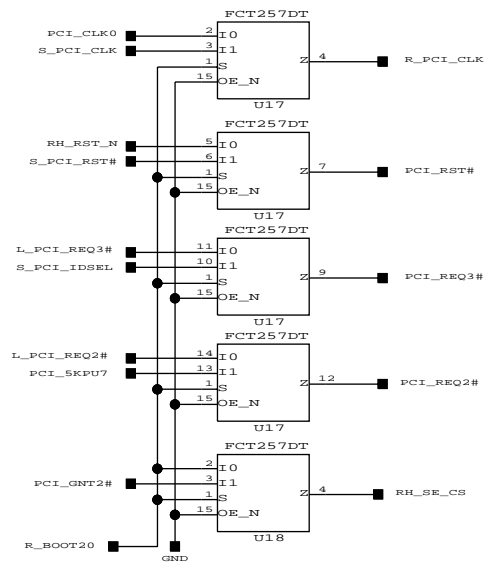 FCT257DT
PCI_CLK0 2 I0
S_PCI_CLK 3 I1
1 S Z 4 R_PCI_CLK
15 OE_N
U17
FCT257DT
RH_RST_N 5 I0
S_PCI_RST# 6 I1
1 S Z 7 PCI_RST#
15 OE_N
U17
FCT257DT
L_PCI_REQ3# 11 I0
S_PCI_IDSEL 10 I1
1 S Z 9 PCI_REQ3#
15 OE_N
U17
FCT257DT
L_PCI_REQ2# 14 I0
PCI_5KPU7 13 I1
1 S Z 12 PCI_REQ2#
15 OE_N
U17
FCT257DT
2 I0
PCI_GNT2# 3 I1
1 S Z 4 RH_SE_CS
15 OE_N
U18
R_BOOT20
GND